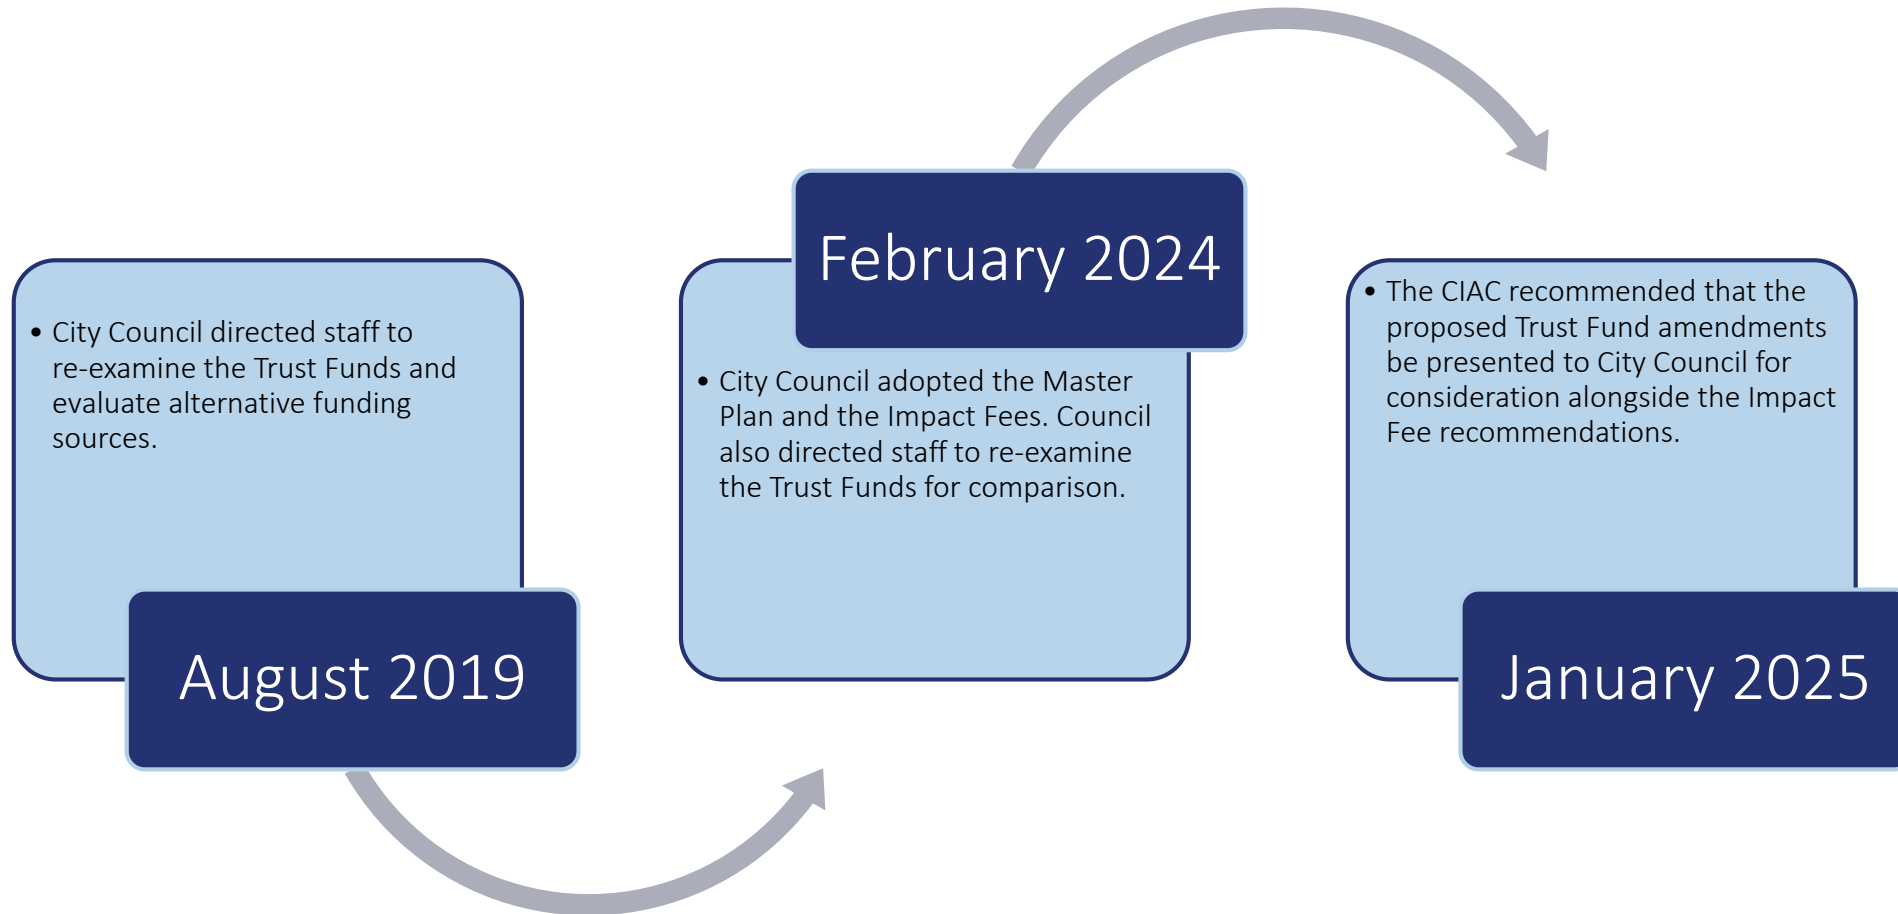 • City Council directed staff to
re-examine the Trust Funds and
evaluate alternative funding
sources.
August 2019
February 2024
• City Council adopted the Master
Plan and the Impact Fees. Council
also directed staff to re-examine
the Trust Funds for comparison.
• The CIAC recommended that the
proposed Trust Fund amendments
be presented to City Council for
consideration alongside the Impact
Fee recommendations.
January 2025